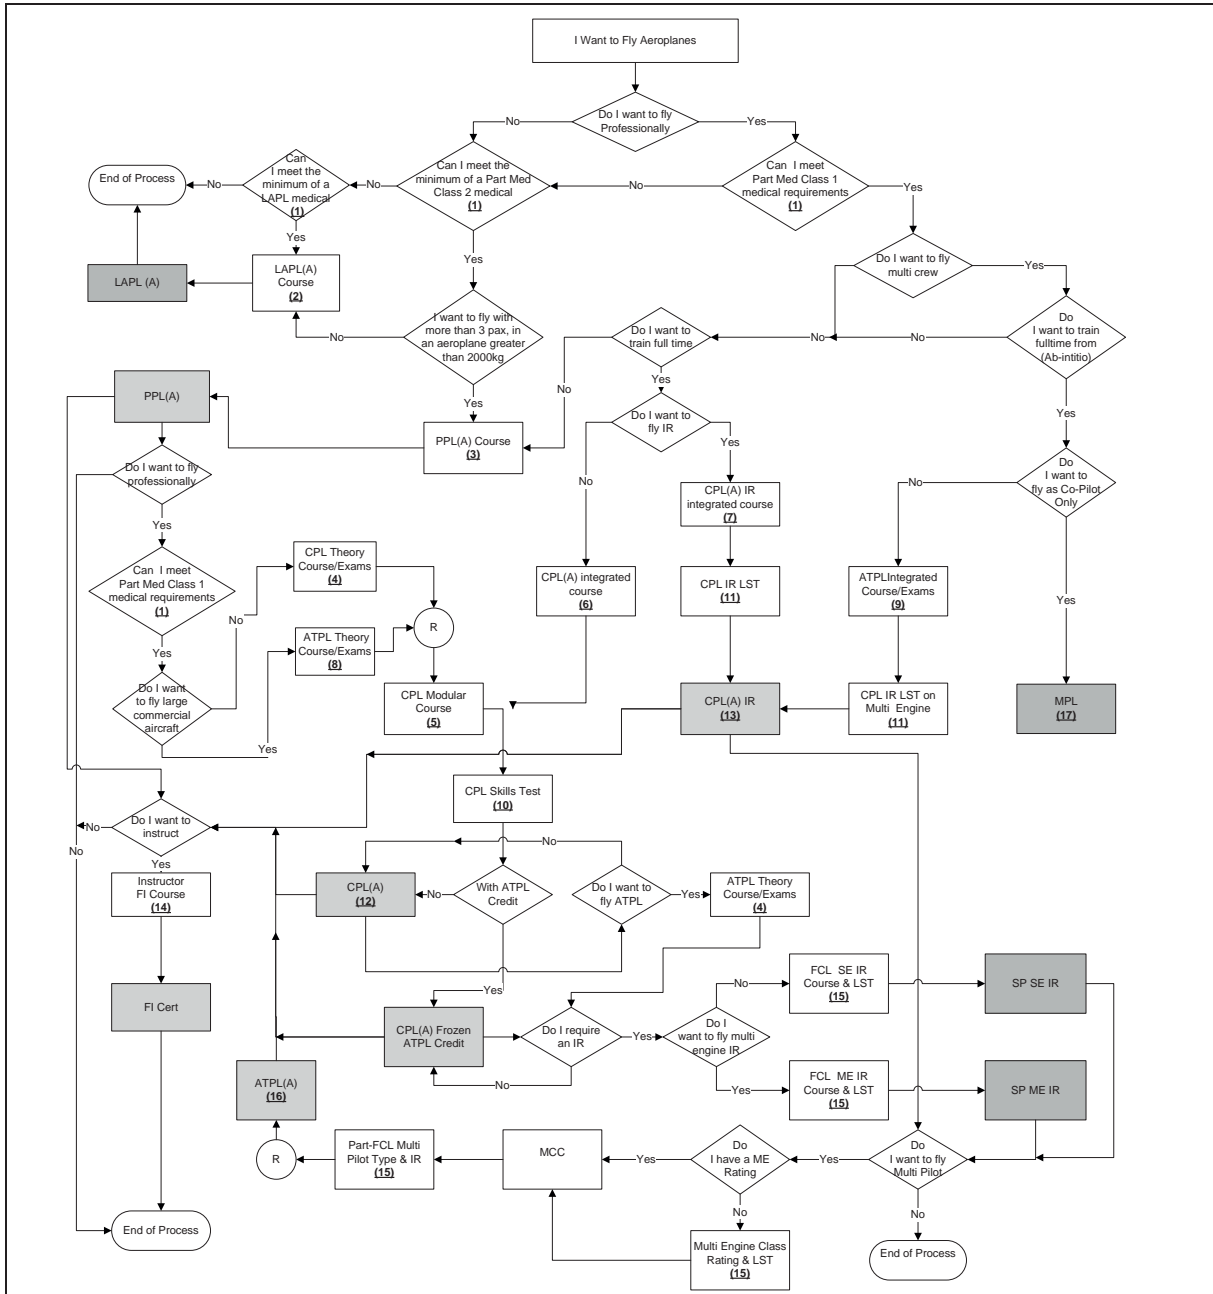 I Want to Fly Aeroplanes
Do I want to fly
Professionally
No
Yes
Can
I meet the
minimum of a
LAPL medical
(1)
Can I meet the
minimum of a Part Med
Class 2 medical
(1)
Can I meet
Part Med Class 1
medical requirements
(1)
End of Process
No
No
No
Yes
Yes
Yes
Do I want to fly
multi crew
Yes
LAPL (A)
LAPL(A)
Course
(2)
I want to fly with
more than 3 pax, in
an aeroplane greater
than 2000kg
No
Do I want to
train full time
No
No
Do
I want to train
fulltime from
(Ab-intitio)
Yes
No
Yes
Yes
PPL(A)
PPL(A) Course
(3)
Do I want to
fly IR
Yes
No
Do
I want to
fly as Co-Pilot
Only
No
Yes
Do I want to fly
professionally
Yes
CPL(A) IR
integrated course
(7)
Can I meet
Part Med Class 1
medical requirements
(1)
No
Yes
CPL Theory
Course/Exams
(4)
CPL(A) integrated
course
(6)
CPL IR LST
(11)
ATPLIntegrated
Course/Exams
(9)
R
ATPL Theory
Course/Exams
(8)
Do I want
to fly large
commercial
aircraft
Yes
CPL Modular
Course
(5)
CPL(A) IR
(13)
CPL IR LST on
Multi Engine
(11)
MPL
(17)
CPL Skills Test
(10)
Do I want to
instruct
No
No
Yes
Instructor
FI Course
(14)
CPL(A)
(12)
No
With ATPL
Credit
Yes
No
Do I want to
fly ATPL
Yes
ATPL Theory
Course/Exams
(4)
FI Cert
CPL(A) Frozen
ATPL Credit
Do I require
an IR
Yes
No
Do I
want to fly multi
engine IR
No
Yes
FCL SE IR
Course & LST
(15)
SP SE IR
FCL ME IR
Course & LST
(15)
SP ME IR
ATPL(A)
(16)
R
Part-FCL Multi
Pilot Type & IR
(15)
MCC
Yes
Do
I have a ME
Rating
No
Yes
Do
I want to fly
Multi Pilot
No
Multi Engine Class
Rating & LST
(15)
End of Process
End of Process